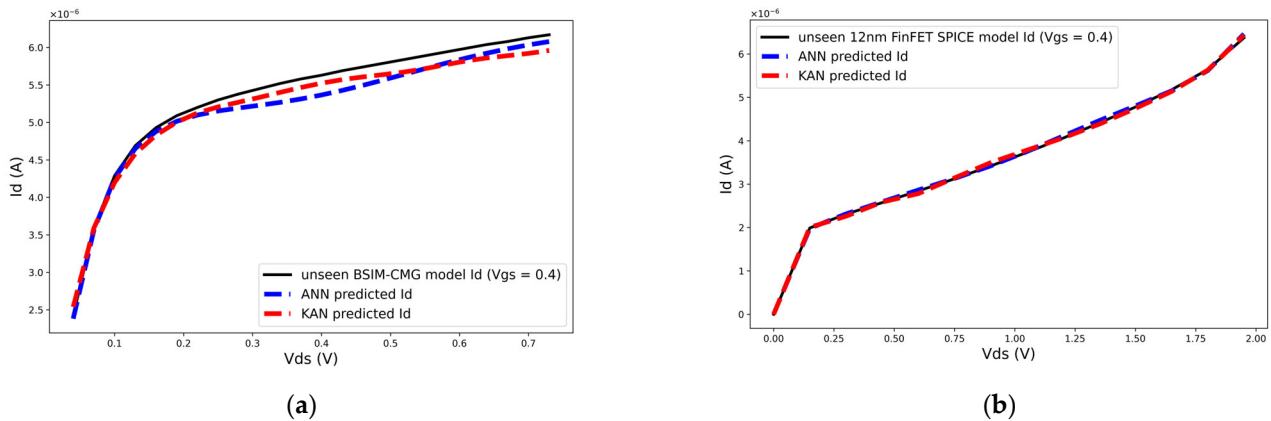 ×10⁻⁶
6.0
5.5
5.0
4.5
4.0
3.5
3.0
2.5
Id (A)
unseen BSIM-CMG model Id (Vgs = 0.4)
ANN predicted Id
KAN predicted Id
0.1 0.2 0.3 0.4 0.5 0.6 0.7
Vds (V)
(a)
×10⁻⁶
6
5
4
3
2
1
0
Id (A)
unseen 12nm FinFET SPICE model Id (Vgs = 0.4)
ANN predicted Id
KAN predicted Id
0.00 0.25 0.50 0.75 1.00 1.25 1.50 1.75 2.00
Vds (V)
(b)